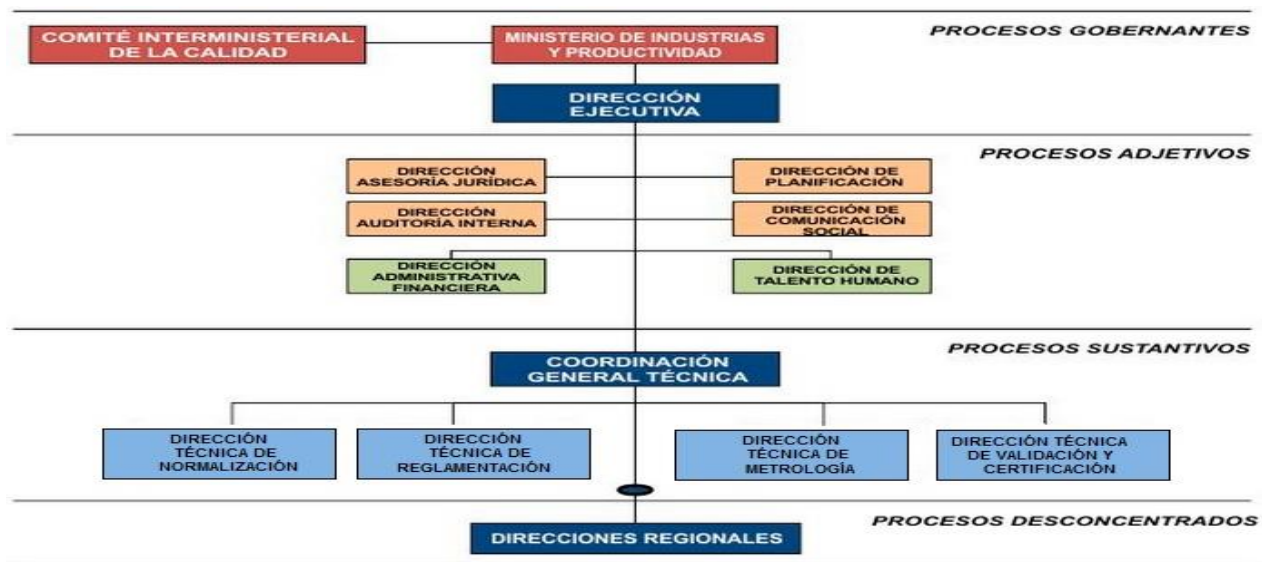 PROCESOS GOBERNANTES
COMITÉ INTERMINISTERIAL
DE LA CALIDAD
MINISTERIO DE INDUSTRIAS
Y PRODUCTIVIDAD
DIRECCIÓN
EJECUTIVA
PROCESOS ADJETIVOS
DIRECCIÓN
ASESORÍA JURÍDICA
DIRECCIÓN DE
PLANIFICACIÓN
DIRECCIÓN
AUDITORÍA INTERNA
DIRECCIÓN DE
COMUNICACIÓN
SOCIAL
DIRECCIÓN
ADMINISTRATIVA
FINANCIERA
DIRECCIÓN DE
TALENTO HUMANO
PROCESOS SUSTANTIVOS
COORDINACIÓN
GENERAL TÉCNICA
DIRECCIÓN
TÉCNICA DE
NORMALIZACIÓN
DIRECCIÓN
TÉCNICA DE
REGLAMENTACIÓN
DIRECCIÓN
TÉCNICA DE
METROLOGÍA
DIRECCIÓN TÉCNICA
DE VALIDACIÓN Y
CERTIFICACIÓN
PROCESOS DESCONCENTRADOS
DIRECCIONES REGIONALES